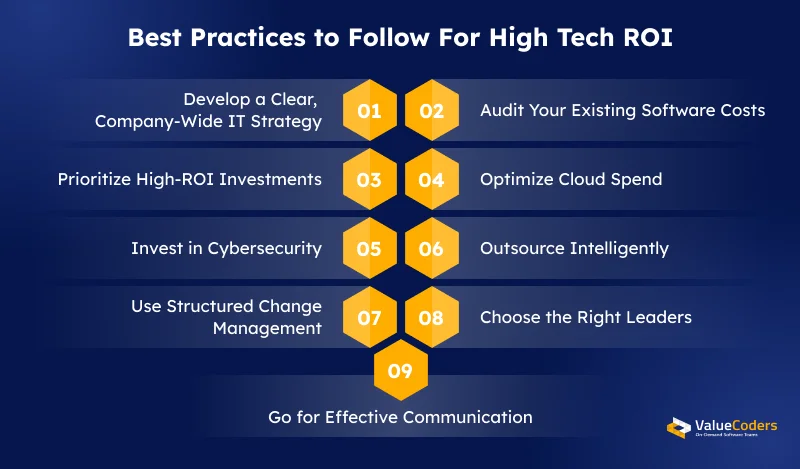 Best Practices to Follow For High Tech ROI
Develop a Clear,
Company-Wide IT Strategy
01
02
Audit Your Existing Software Costs
Prioritize High-ROI Investments
03
04
Optimize Cloud Spend
Invest in Cybersecurity
05
06
Outsource Intelligently
Use Structured Change
Management
07
08
Choose the Right Leaders
09
Go for Effective Communication
ValueCoders
On-Demand Software Teams